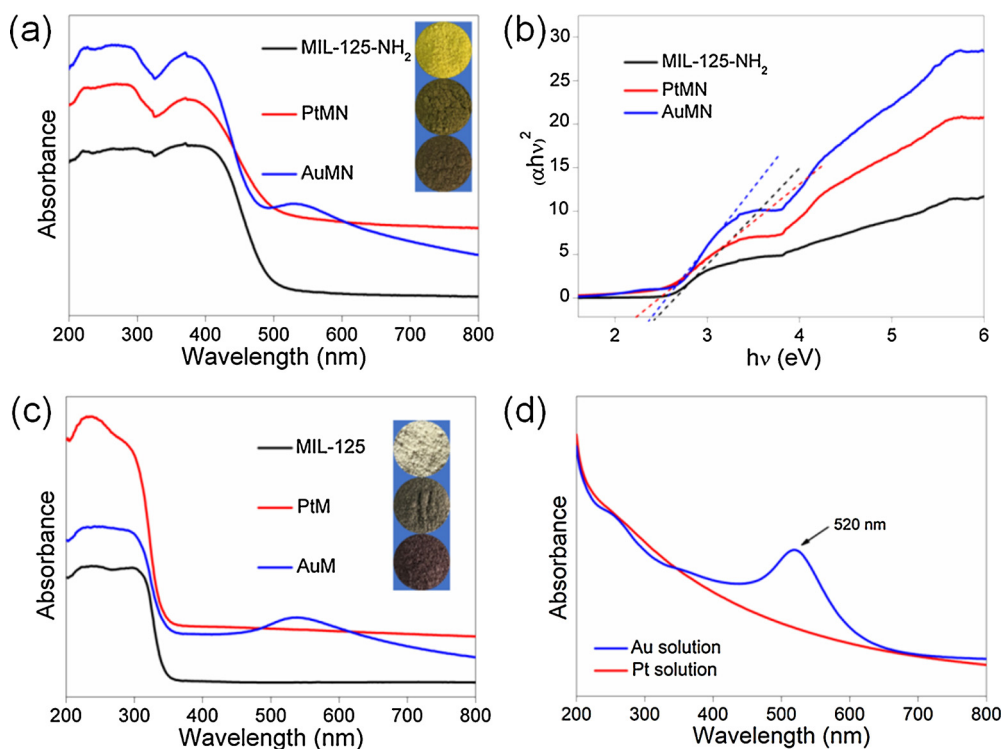 (a)
Absorbance
MIL-125-NH₂
PtMN
AuMN
200 300 400 500 600 700 800
Wavelength (nm)
(b)
(αhν)²
30
25
20
15
10
5
0
MIL-125-NH₂
PtMN
AuMN
2 3 4 5 6
hν (eV)
(c)
Absorbance
MIL-125
PtM
AuM
200 300 400 500 600 700 800
Wavelength (nm)
(d)
Absorbance
520 nm
Au solution
Pt solution
200 300 400 500 600 700 800
Wavelength (nm)